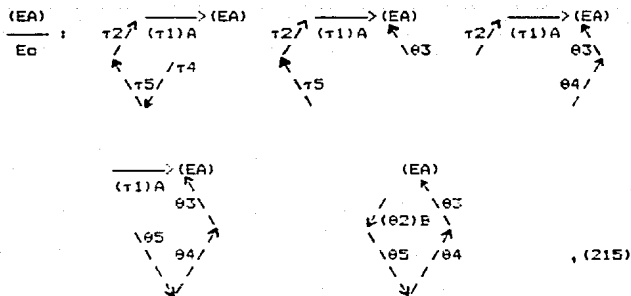 (EA)
Eo : τ2 (τ1)A (EA) τ2 (τ1)A (EA) τ2 (τ1)A (EA)
τ5 τ4 τ5 θ3 θ3 θ4
(τ1)A (EA) (EA)
θ3 (θ2)B θ3
θ5 θ4 θ5 θ4 , (215)